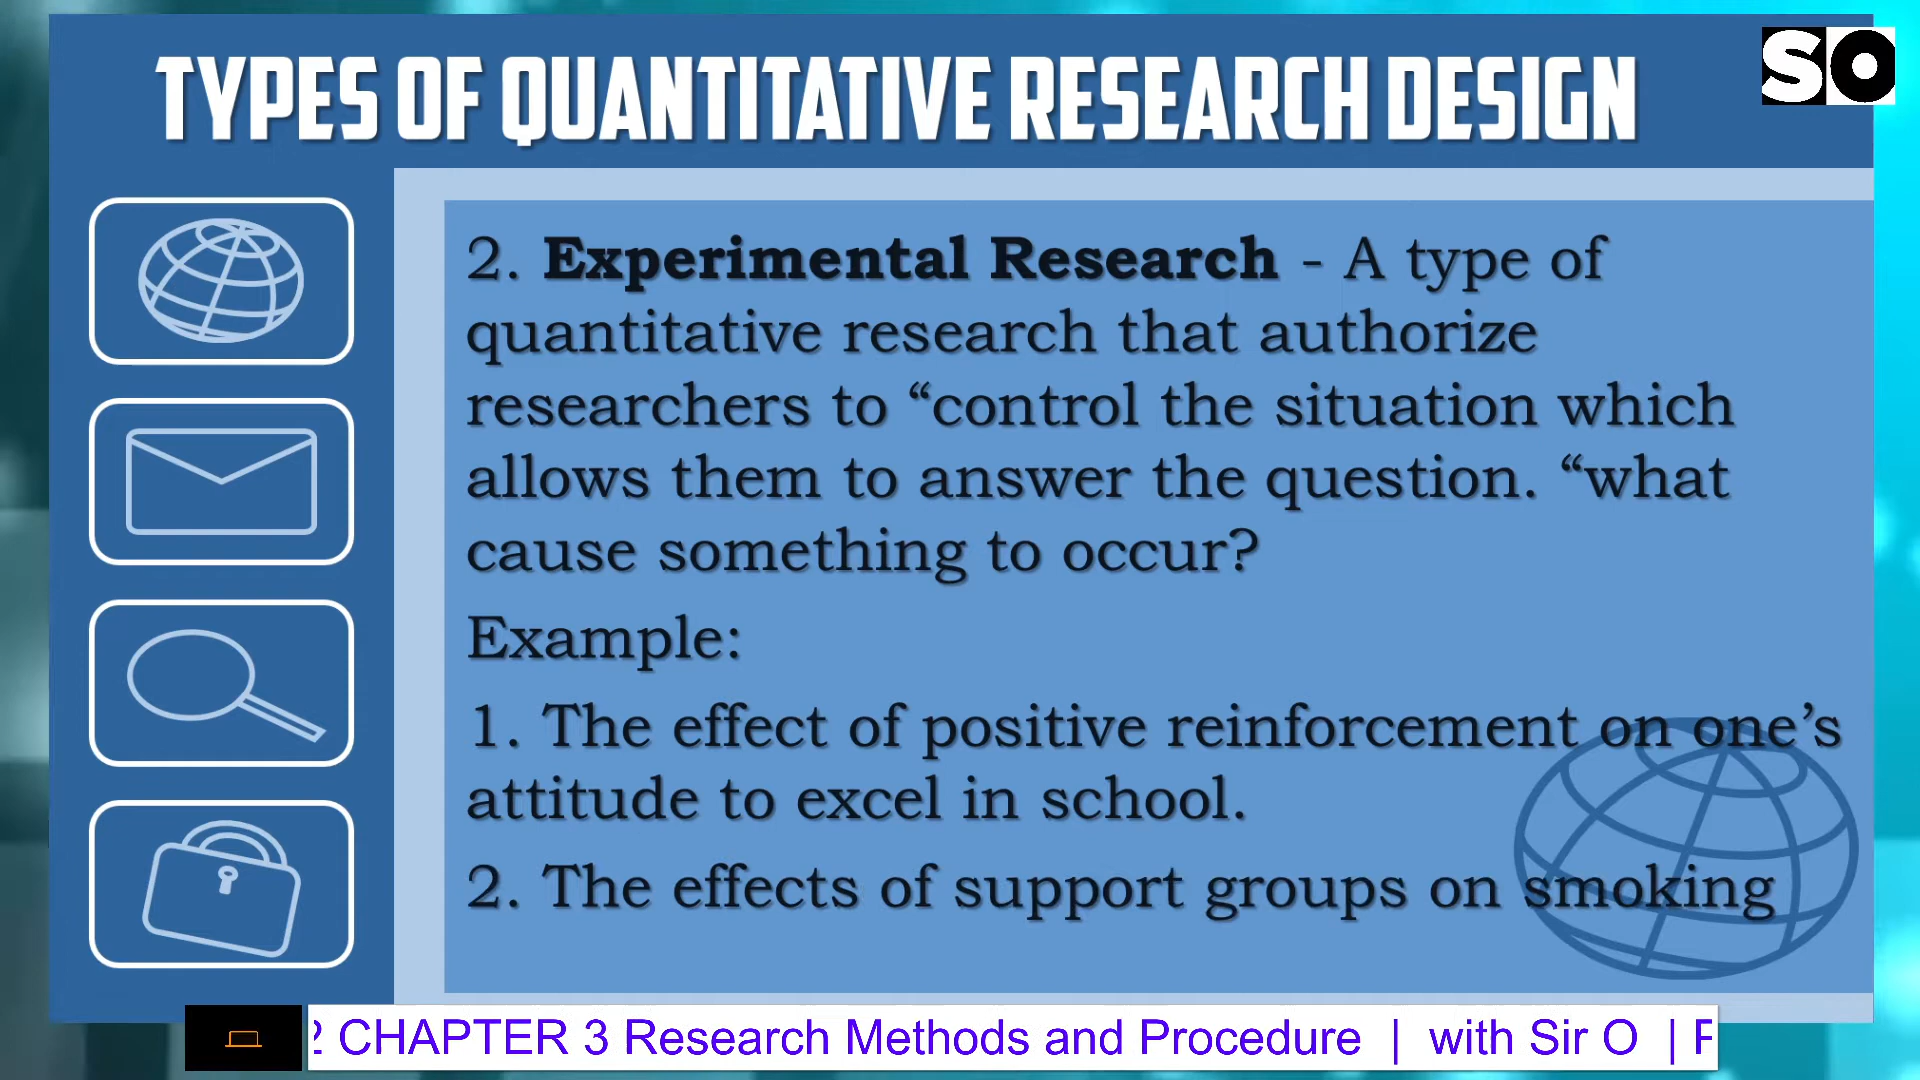 TYPES OF QUANTITATIVE RESEARCH DESIGN
SO
2. Experimental Research - A type of
quantitative research that authorize
researchers to “control the situation which
allows them to answer the question. “what
cause something to occur?
Example:
1. The effect of positive reinforcement on one’s
attitude to excel in school.
2. The effects of support groups on smoking
2 CHAPTER 3 Research Methods and Procedure | with Sir O |